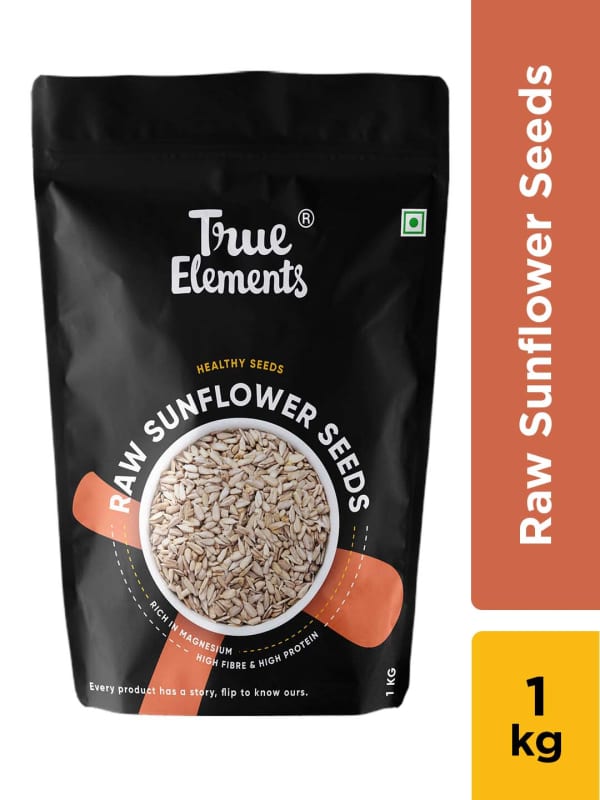 True ®
Elements
HEALTHY SEEDS
RAW SUNFLOWER SEEDS
RICH IN MAGNESIUM
HIGH FIBRE & HIGH PROTEIN
Every product has a story, flip to know ours.
1 KG
Raw Sunflower Seeds
1
kg